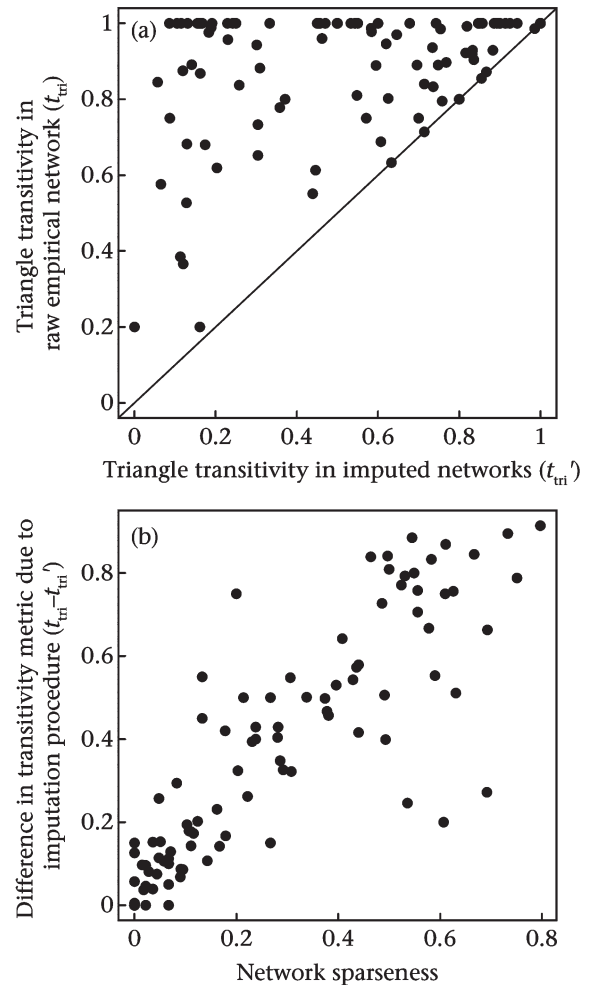 (a)
1
0.8
0.6
0.4
0.2
0
Triangle transitivity in
raw empirical network (t_tri)
0 0.2 0.4 0.6 0.8 1
Triangle transitivity in imputed networks (t_tri′)
(b)
0.8
0.6
0.4
0.2
0
Difference in transitivity metric due to
imputation procedure (t_tri–t_tri′)
0 0.2 0.4 0.6 0.8
Network sparseness